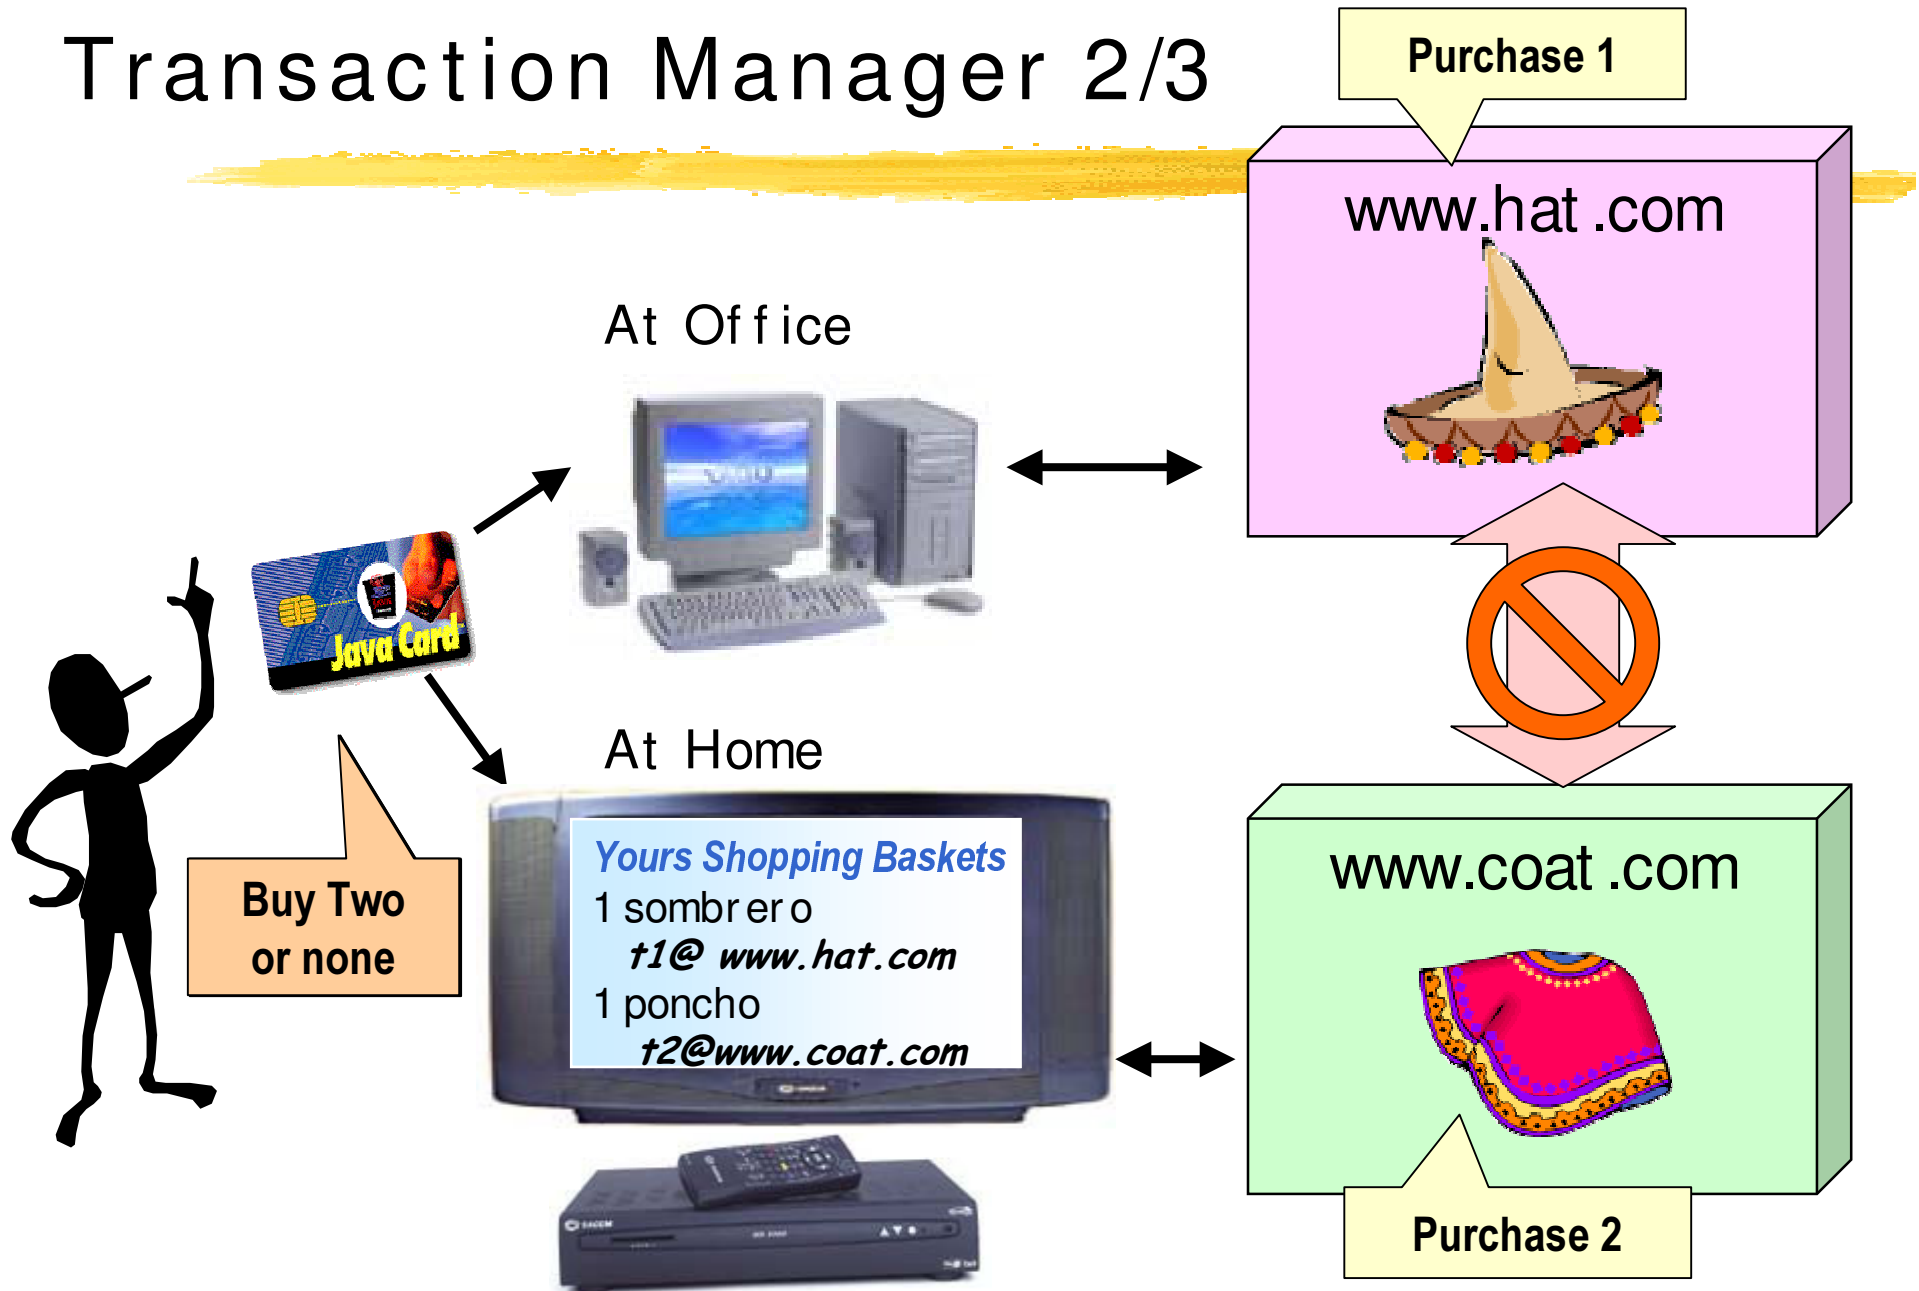 Transaction Manager 2/3
Purchase 1
www.hat.com
At Office
Java Card
At Home
Buy Two
or none
Yours Shopping Baskets
1 sombrero
t1@ www.hat.com
1 poncho
t2@www.coat.com
www.coat.com
Purchase 2
SAGEM